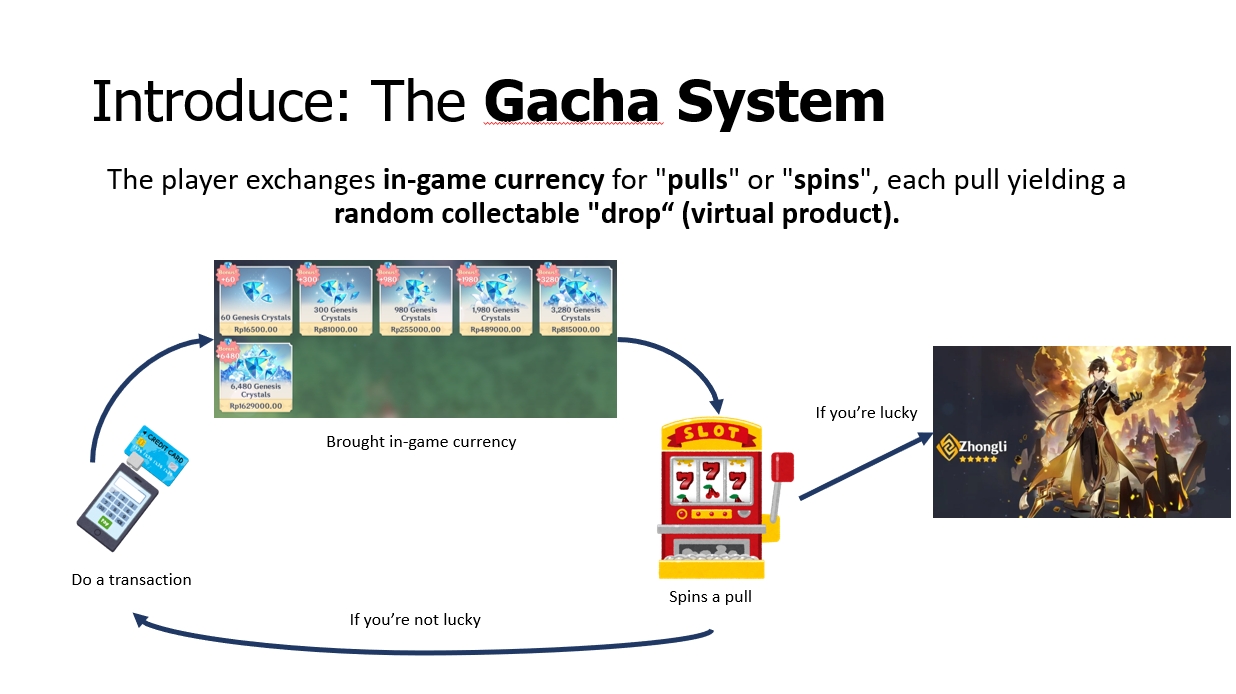 Introduce: The Gacha System
The player exchanges in-game currency for "pulls" or "spins", each pull yielding a
random collectable "drop“ (virtual product).
Bonus!
+60
60 Genesis Crystals
Rp16500.00
Bonus!
+300
300 Genesis
Crystals
Rp81000.00
Bonus!
+980
980 Genesis
Crystals
Rp255000.00
Bonus!
+1980
1,980 Genesis
Crystals
Rp489000.00
Bonus!
+3280
3,280 Genesis
Crystals
Rp815000.00
Bonus!
+6480
6,480 Genesis
Crystals
Rp1629000.00
Brought in-game currency
CREDIT CARD
Do a transaction
SLOT
7 7 7
Spins a pull
If you’re lucky
Zhongli
If you’re not lucky